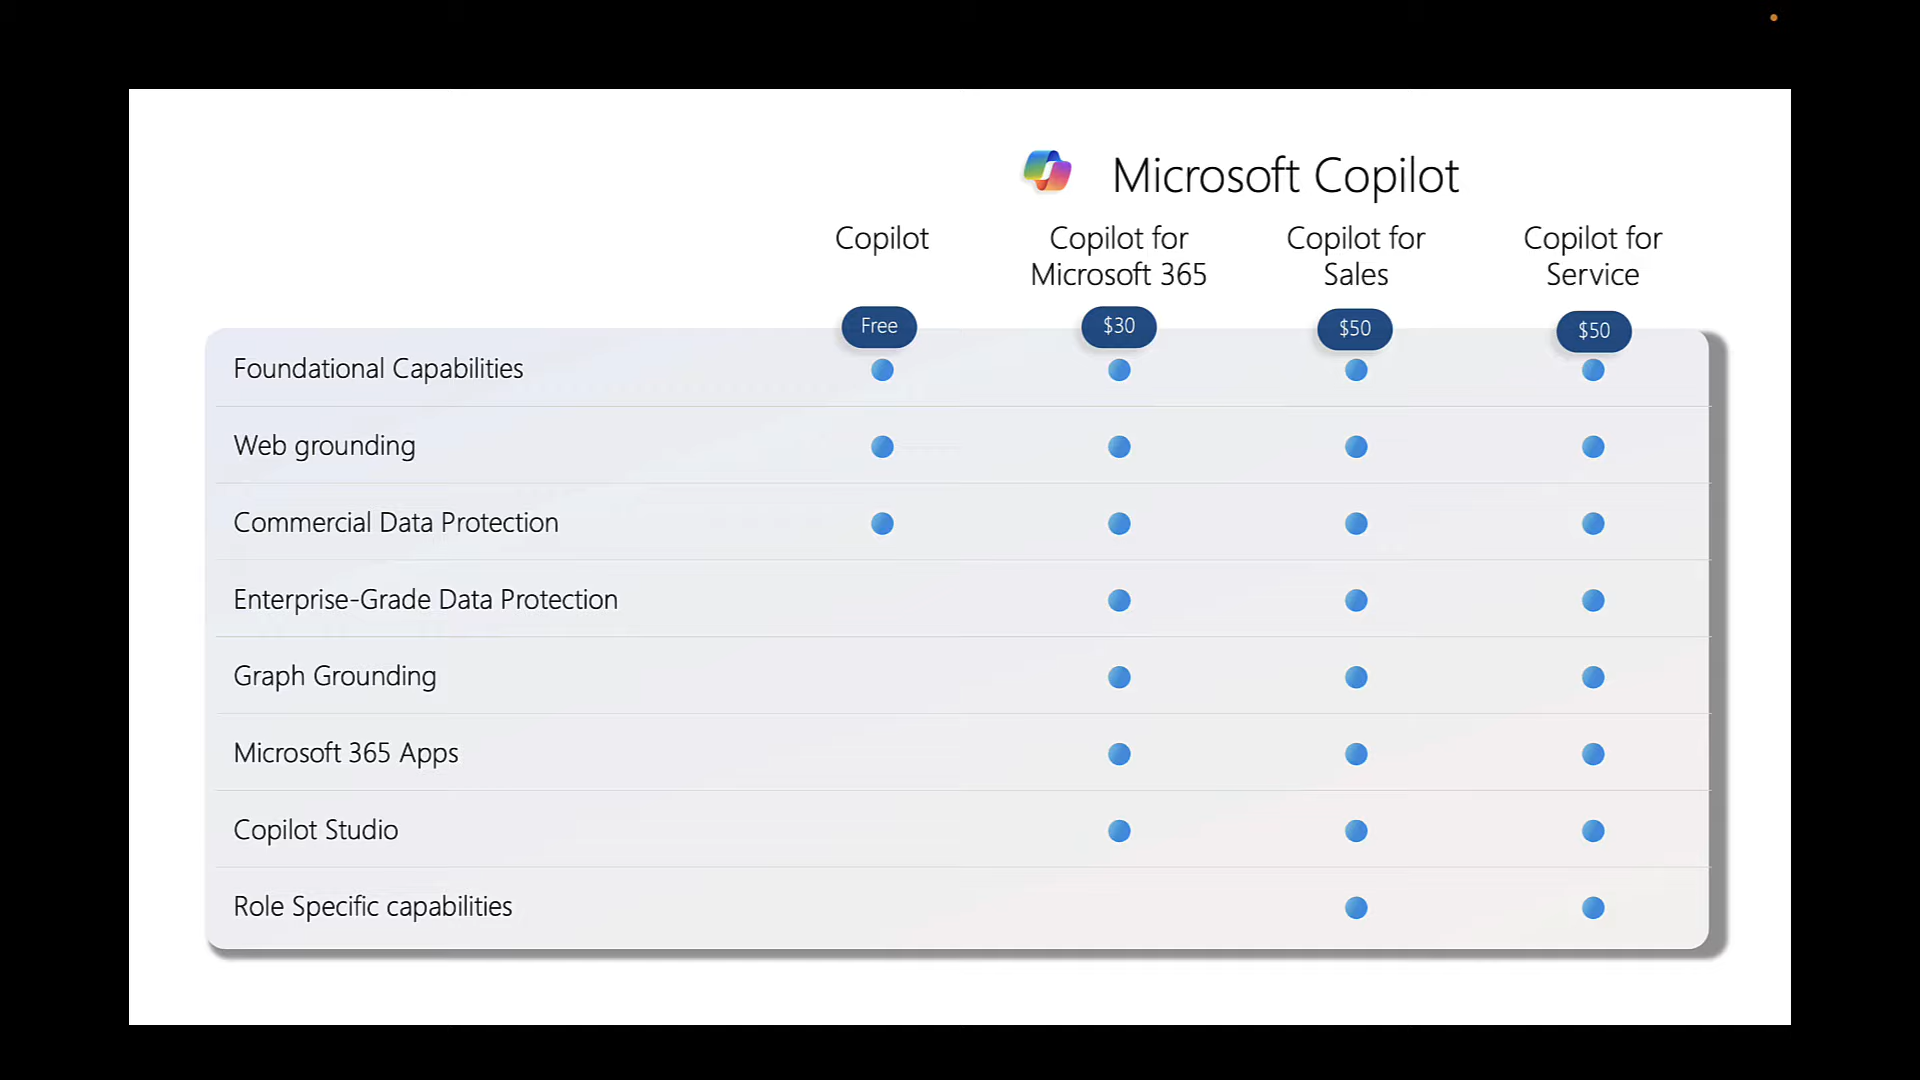 Microsoft Copilot
Copilot
Copilot for
Microsoft 365
Copilot for
Sales
Copilot for
Service
Free
$30
$50
$50
Foundational Capabilities
Web grounding
Commercial Data Protection
Enterprise-Grade Data Protection
Graph Grounding
Microsoft 365 Apps
Copilot Studio
Role Specific capabilities